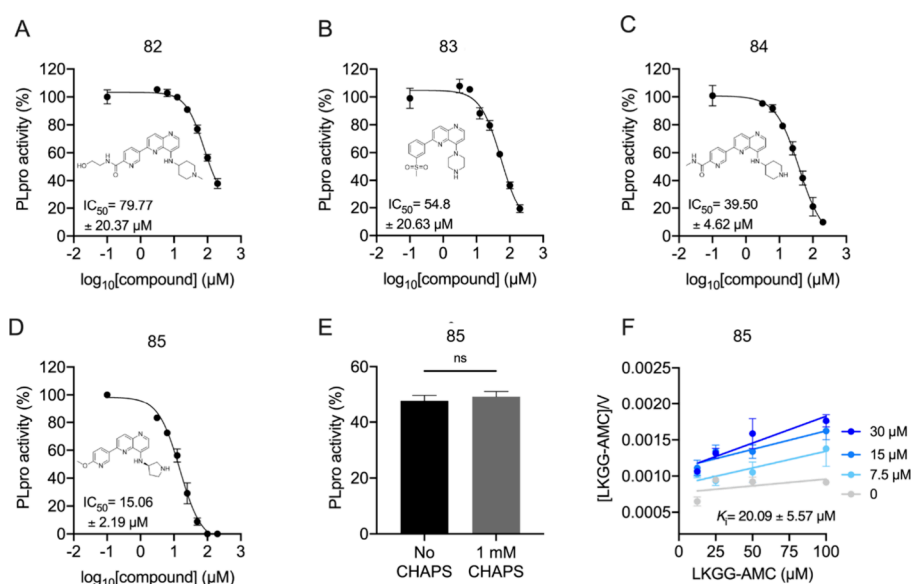 A
82
PLpro activity (%)
120
100
80
60
40
20
0
-2
-1
0
1
2
3
log10[compound] (µM)
HO
H
N
O
N
N
N
HN
N
IC50= 79.77
± 20.37 µM
B
83
PLpro activity (%)
120
100
80
60
40
20
0
-2
-1
0
1
2
3
log10[compound] (µM)
N
N
N
O=S=O
N
H
IC50= 54.8
± 20.63 µM
C
84
PLpro activity (%)
120
100
80
60
40
20
0
-2
-1
0
1
2
3
log10[compound] (µM)
H
N
O
N
N
N
HN
NH
IC50= 39.50
± 4.62 µM
D
85
PLpro activity (%)
120
100
80
60
40
20
0
-2
-1
0
1
2
3
log10[compound] (µM)
O
N
N
N
HN
NH
IC50= 15.06
± 2.19 µM
E
85
ns
PLpro activity (%)
60
40
20
0
No
CHAPS
1 mM
CHAPS
F
85
[LKGG-AMC]/V
0.0025
0.0020
0.0015
0.0010
0.0005
25
50
75
100
LKGG-AMC (µM)
Ki= 20.09 ± 5.57 µM
30 µM
15 µM
7.5 µM
0